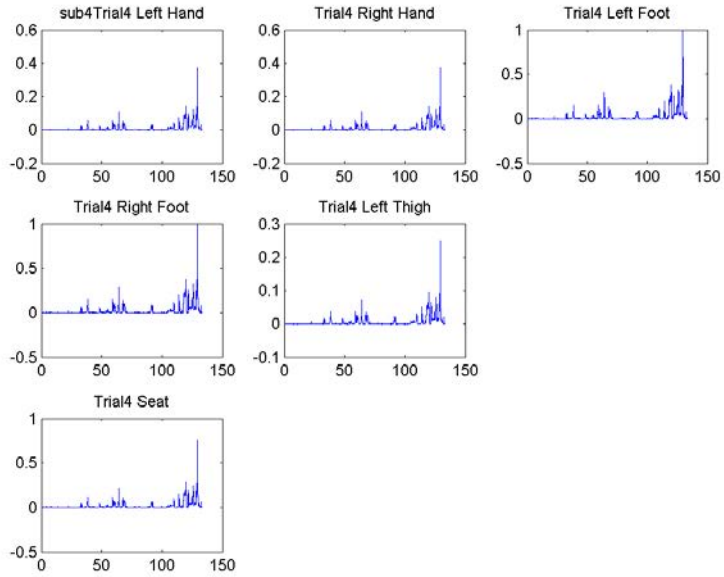 sub4Trial4 Left Hand
0.6
0.4
0.2
0
-0.2
0 50 100 150
Trial4 Right Hand
0.6
0.4
0.2
0
-0.2
0 50 100 150
Trial4 Left Foot
1
0.5
0
-0.5
0 50 100 150
Trial4 Right Foot
1
0.5
0
-0.5
0 50 100 150
Trial4 Left Thigh
0.3
0.2
0.1
0
-0.1
0 50 100 150
Trial4 Seat
1
0.5
0
-0.5
0 50 100 150